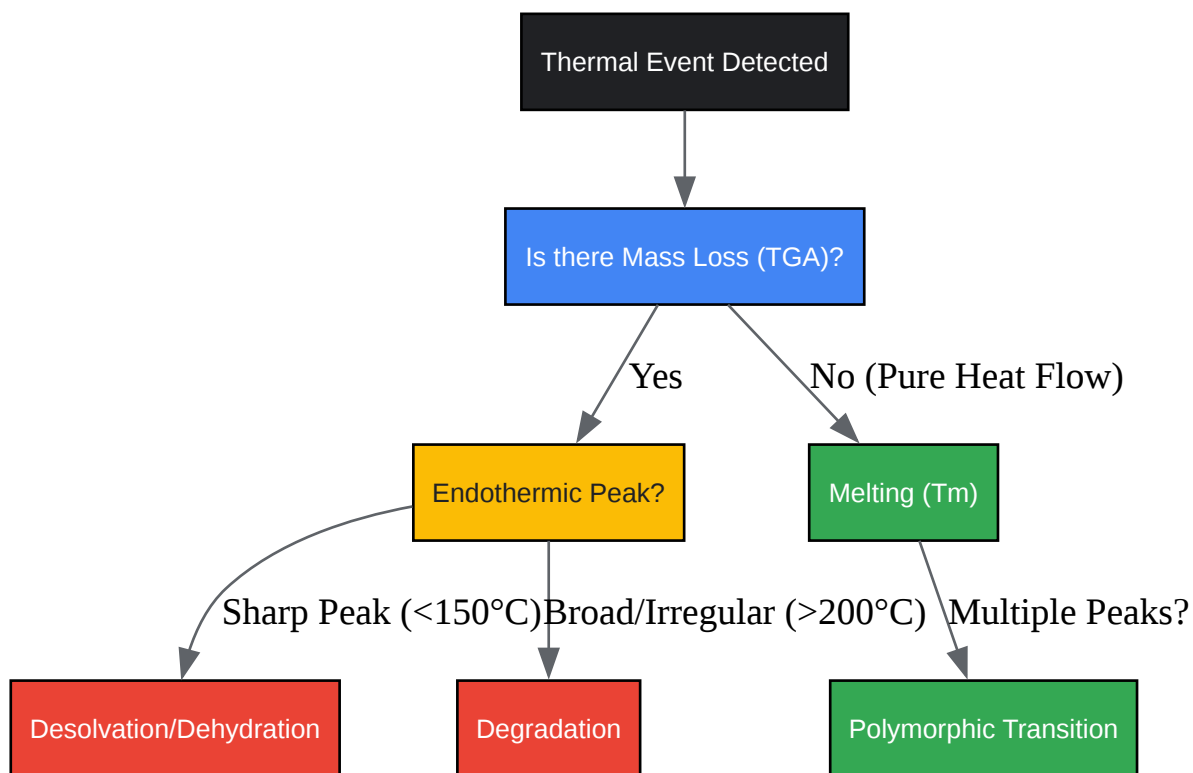 Thermal Event Detected
Is there Mass Loss (TGA)?
Yes
No (Pure Heat Flow)
Endothermic Peak?
Melting (Tm)
Sharp Peak (<150°C)
Broad/Irregular (>200°C)
Multiple Peaks?
Desolvation/Dehydration
Degradation
Polymorphic Transition